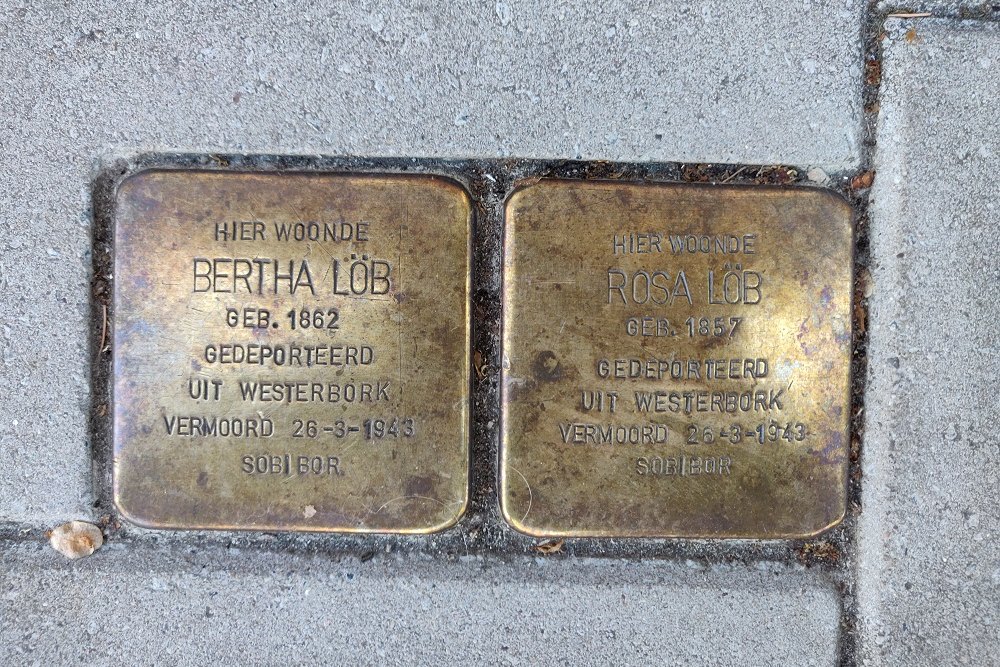 HIER WOONDE
BERTHA LÖB
GEB. 1862
GEDEPORTEERD
UIT WESTERBORK
VERMOORD 26-3-1943
SOBIBOR
HIER WOONDE
ROSA LÖB
GEB. 1857
GEDEPORTEERD
UIT WESTERBORK
VERMOORD 26-3-1943
SOBIBOR